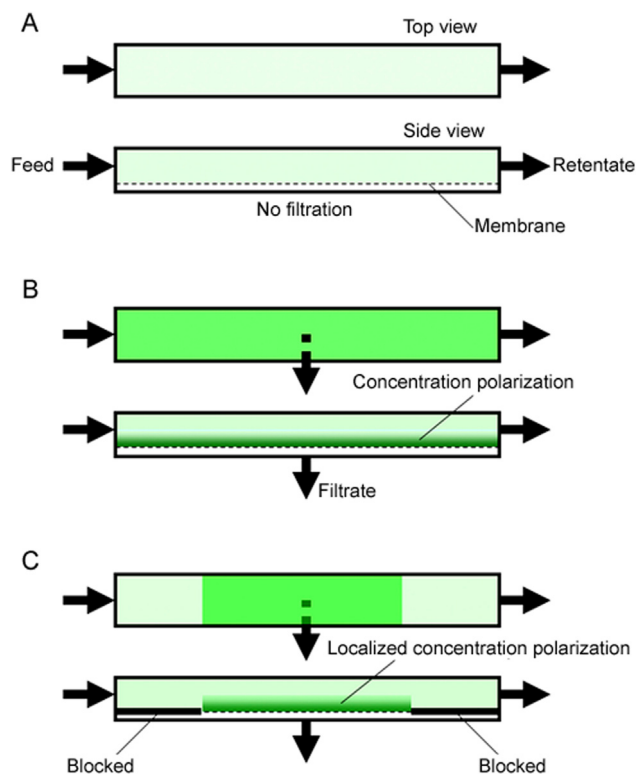 A
Top view
Side view
Feed
Retentate
No filtration
Membrane
B
Concentration polarization
Filtrate
C
Localized concentration polarization
Blocked
Blocked